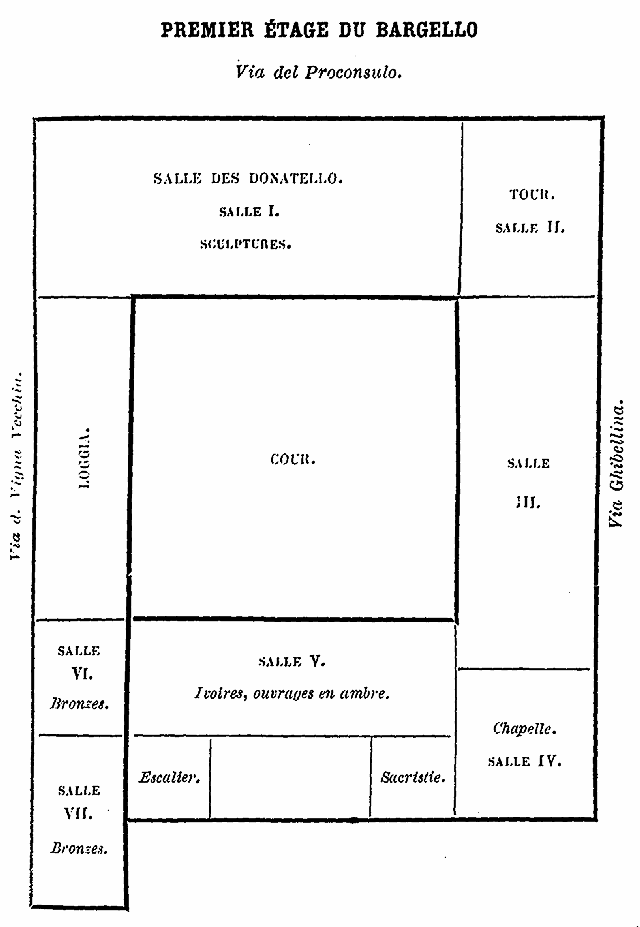 PREMIER ÉTAGE DU BARGELLO
Via del Proconsulo.
SALLE DES DONATELLO.
SALLE I.
SCULPTURES.
TOUR.
SALLE II.
Via d. Vigna Vecchia.
LOGGIA.
COUR.
SALLE
III.
Via Ghibellina.
SALLE
VI.
Bronzes.
SALLE V.
Ivoires, ouvrages en ambre.
Chapelle.
SALLE IV.
Escalier.
Sacristie.
SALLE
VII.
Bronzes.